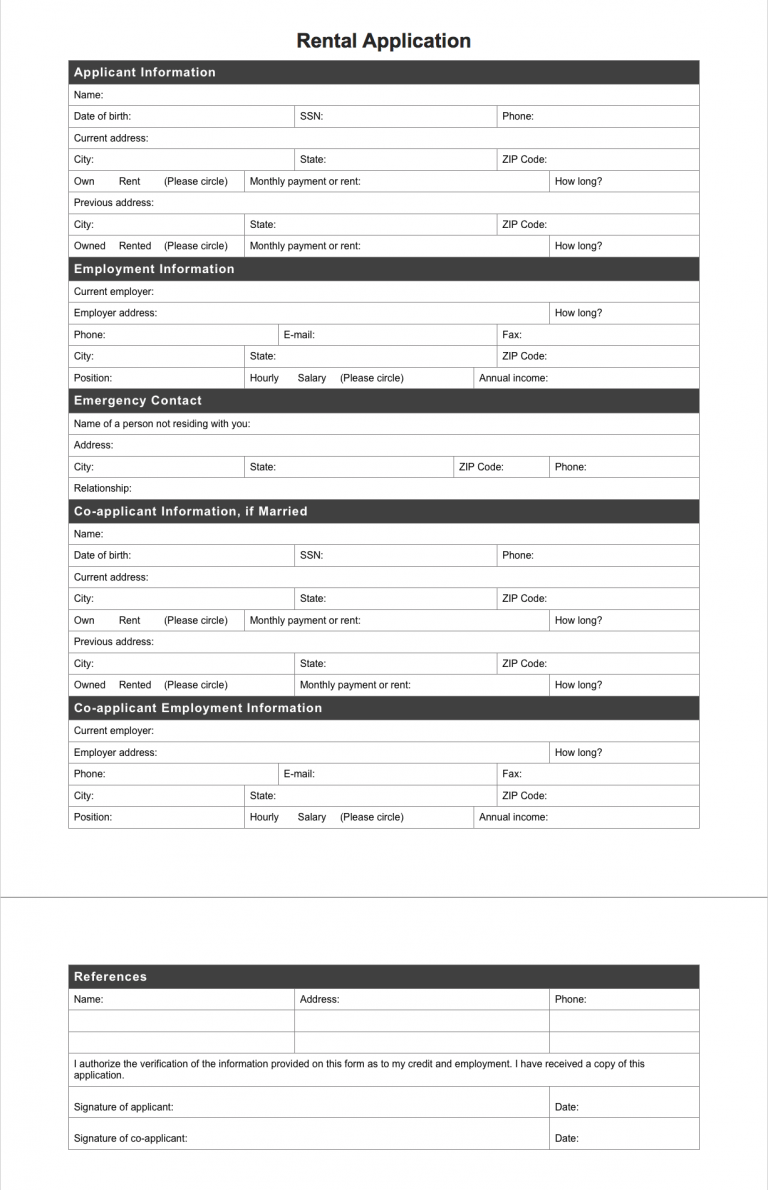 Rental Application
Applicant Information
Name:
Date of birth: SSN: Phone:
Current address:
City: State: ZIP Code:
Own Rent (Please circle) Monthly payment or rent: How long?
Previous address:
City: State: ZIP Code:
Owned Rented (Please circle) Monthly payment or rent: How long?
Employment Information
Current employer:
Employer address: How long?
Phone: E-mail: Fax:
City: State: ZIP Code:
Position: Hourly Salary (Please circle) Annual income:
Emergency Contact
Name of a person not residing with you:
Address:
City: State: ZIP Code: Phone:
Relationship:
Co-applicant Information, if Married
Name:
Date of birth: SSN: Phone:
Current address:
City: State: ZIP Code:
Own Rent (Please circle) Monthly payment or rent: How long?
Previous address:
City: State: ZIP Code:
Owned Rented (Please circle) Monthly payment or rent: How long?
Co-applicant Employment Information
Current employer:
Employer address: How long?
Phone: E-mail: Fax:
City: State: ZIP Code:
Position: Hourly Salary (Please circle) Annual income:
References
Name: Address: Phone:
I authorize the verification of the information provided on this form as to my credit and employment. I have received a copy of this
application.
Signature of applicant: Date:
Signature of co-applicant: Date: